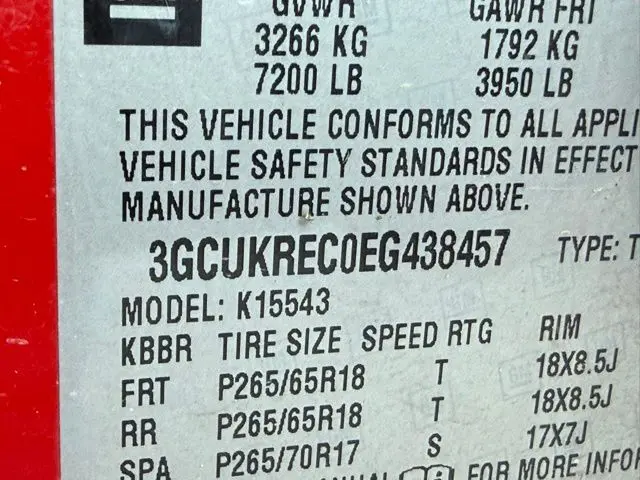 GVWR GAWR FRT
3266 KG 1792 KG
7200 LB 3950 LB
THIS VEHICLE CONFORMS TO ALL APPLI
VEHICLE SAFETY STANDARDS IN EFFECT
MANUFACTURE SHOWN ABOVE.
3GCUKREC0EG438457 TYPE: T
MODEL: K15543
KBBR TIRE SIZE SPEED RTG RIM
FRT P265/65R18 T 18X8.5J
RR P265/65R18 T 18X8.5J
SPA P265/70R17 S 17X7J
ANUAL FOR MORE INFO